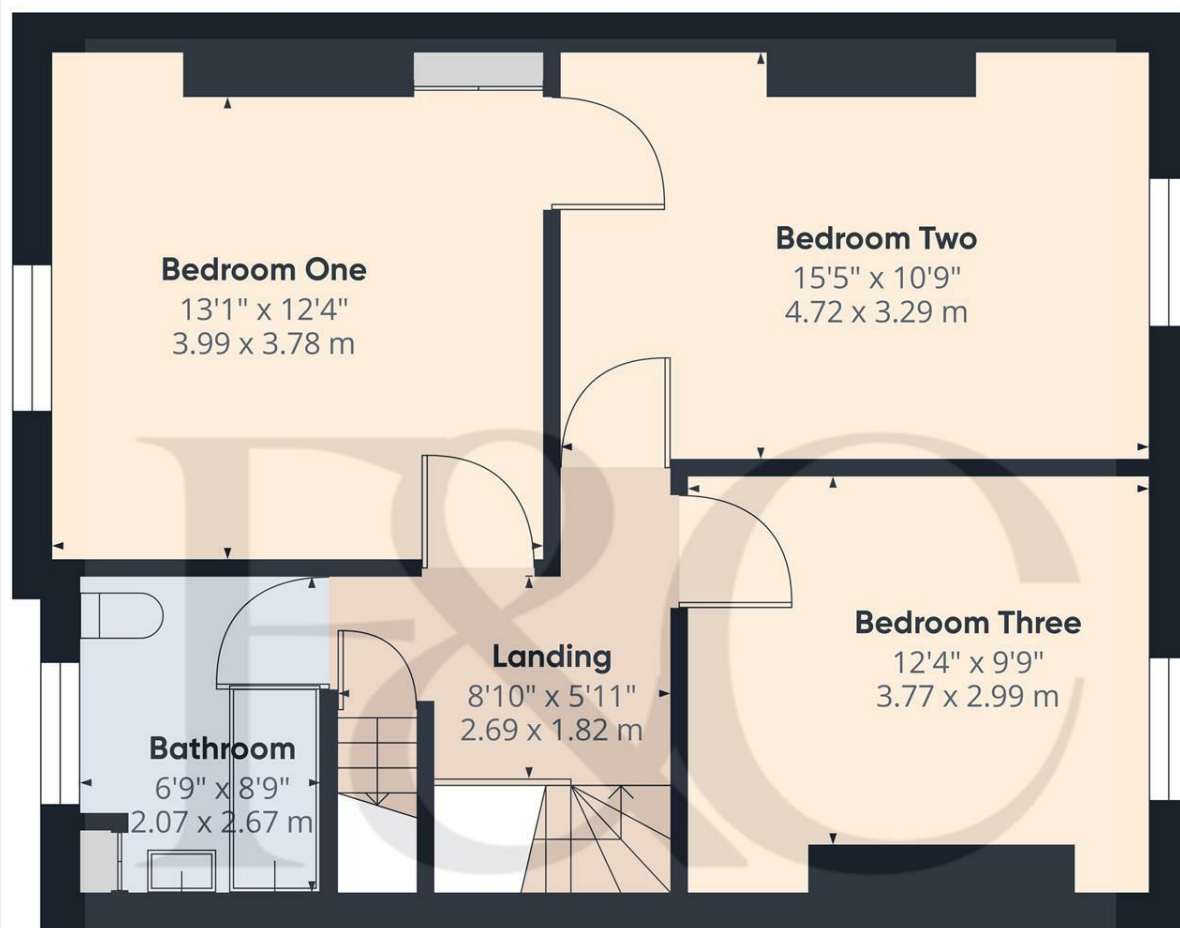 Bedroom One
13'1" x 12'4"
3.99 x 3.78 m
Bedroom Two
15'5" x 10'9"
4.72 x 3.29 m
Bedroom Three
12'4" x 9'9"
3.77 x 2.99 m
Landing
8'10" x 5'11"
2.69 x 1.82 m
Bathroom
6'9" x 8'9"
2.07 x 2.67 m
F&C